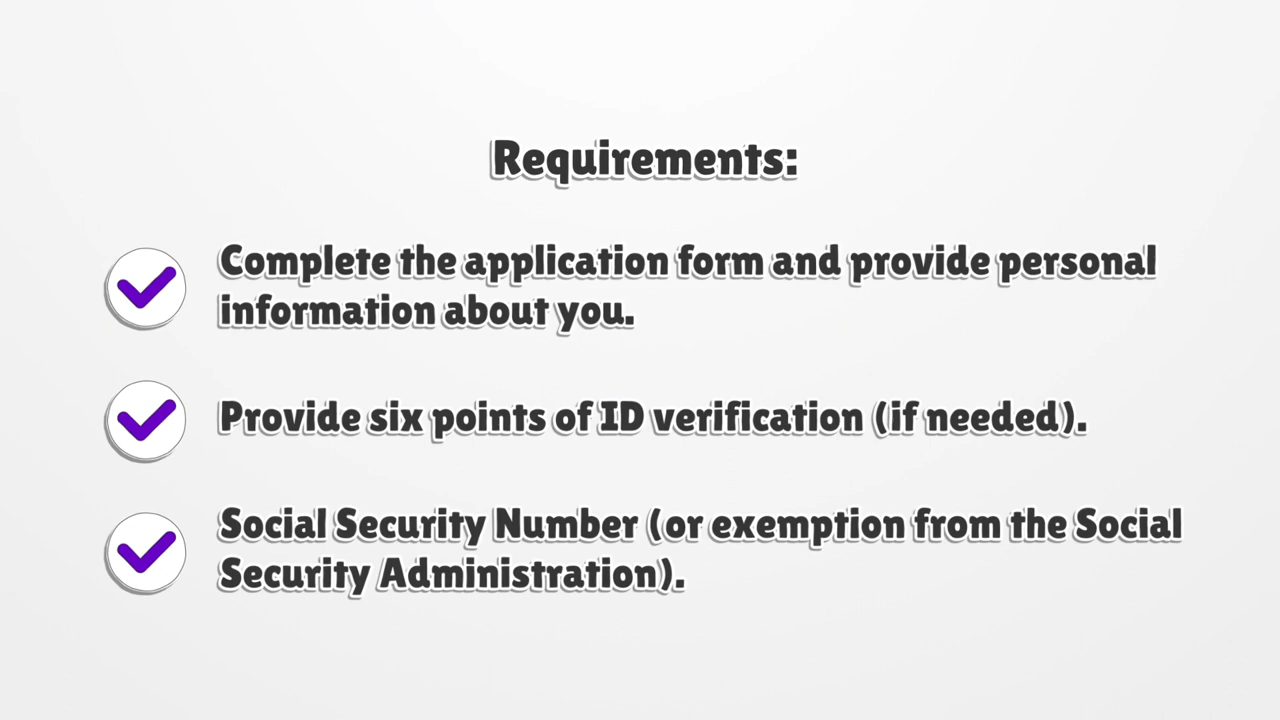 Requirements:
Complete the application form and provide personal
information about you.
Provide six points of ID verification (if needed).
Social Security Number (or exemption from the Social
Security Administration).